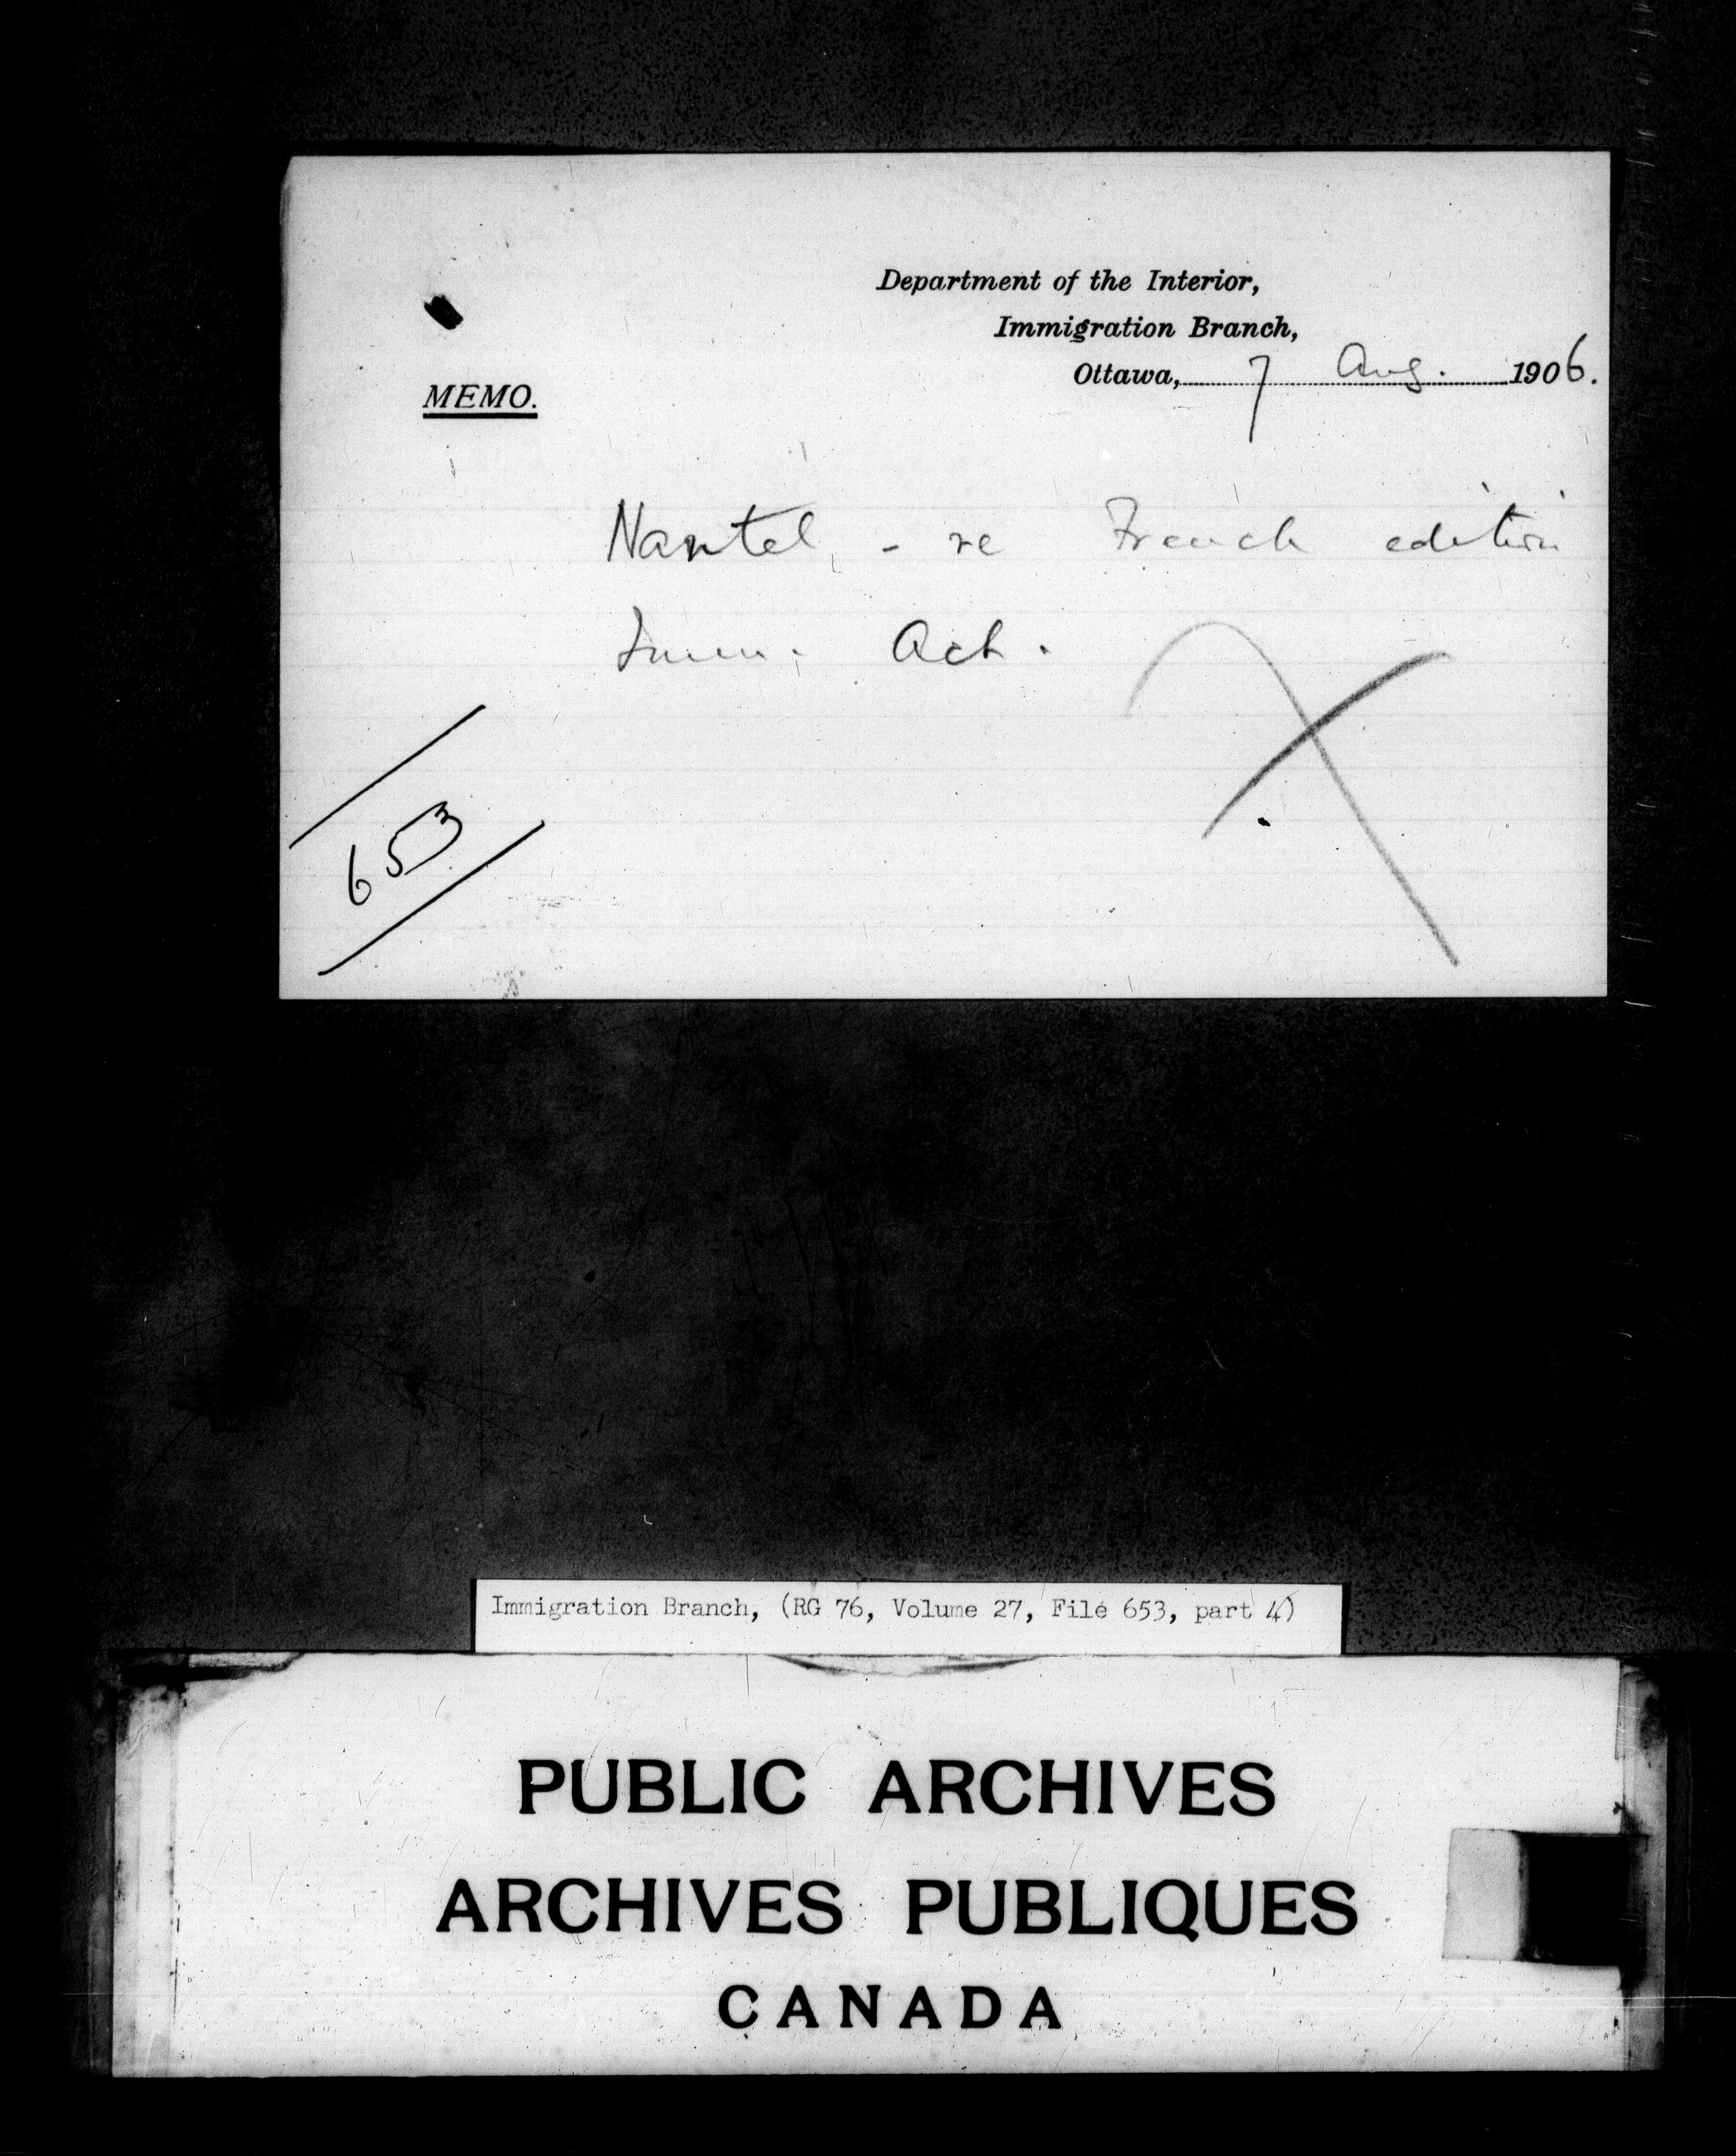 Department of the Interior,
Immigration Branch,
Ottawa, 7 Aug. 1906.
MEMO.
Nantel, - re French edition
Imm. Act.
653
Immigration Branch, (RG 76, Volume 27, File 653, part 4)
PUBLIC ARCHIVES
ARCHIVES PUBLIQUES
CANADA